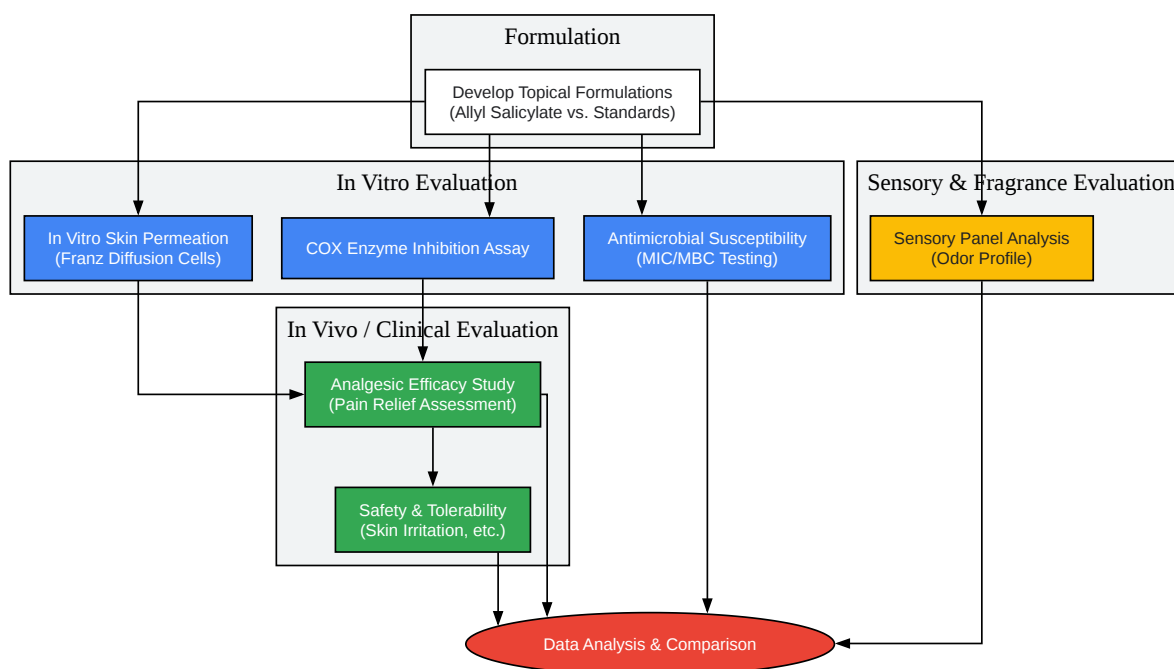 Formulation
Develop Topical Formulations
(Allyl Salicylate vs. Standards)
In Vitro Evaluation
Sensory & Fragrance Evaluation
In Vitro Skin Permeation
(Franz Diffusion Cells)
COX Enzyme Inhibition Assay
Antimicrobial Susceptibility
(MIC/MBC Testing)
Sensory Panel Analysis
(Odor Profile)
In Vivo / Clinical Evaluation
Analgesic Efficacy Study
(Pain Relief Assessment)
Safety & Tolerability
(Skin Irritation, etc.)
Data Analysis & Comparison